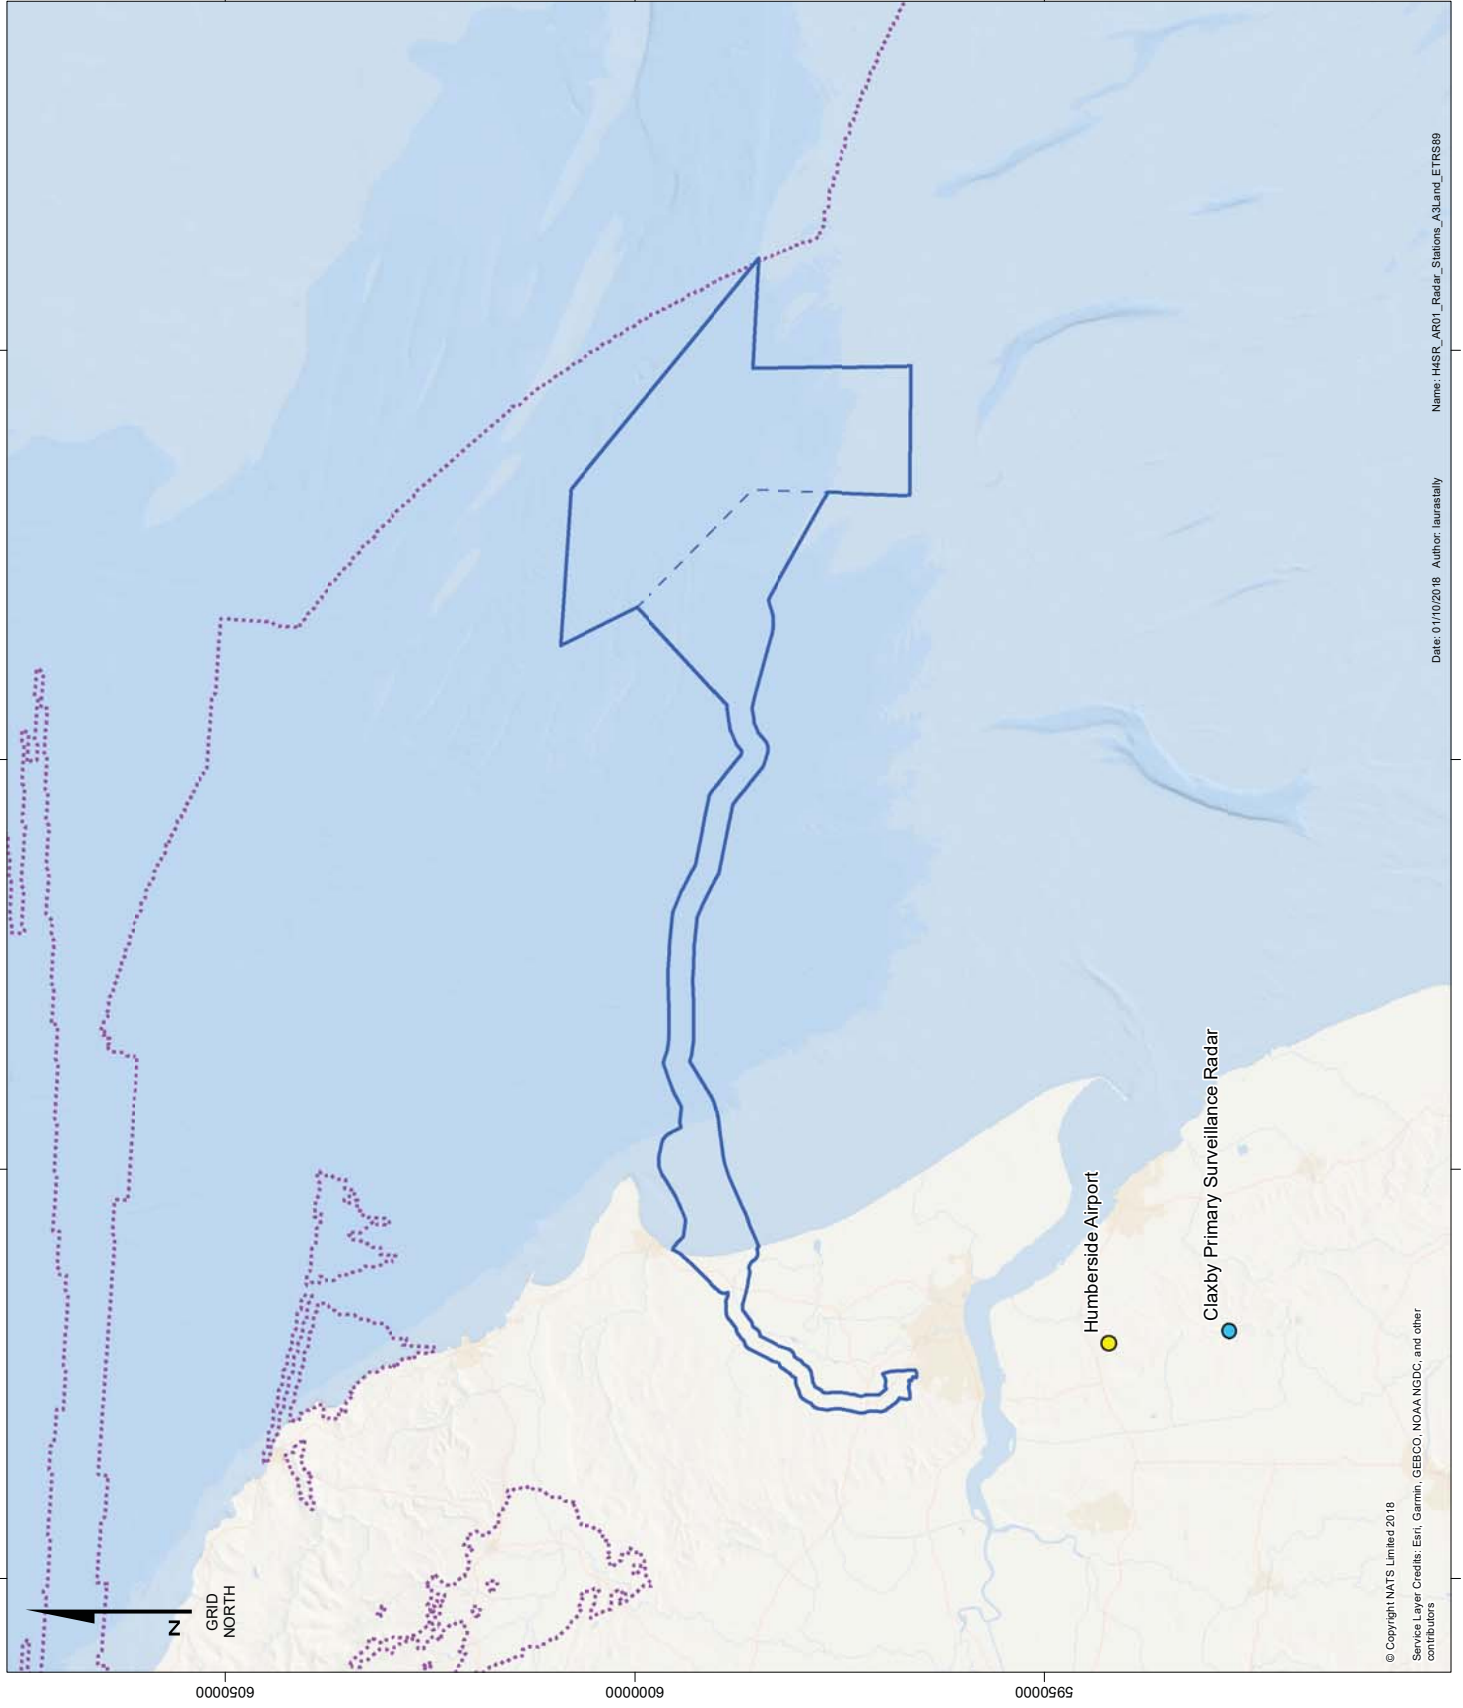 N
GRID
NORTH
6050000
6000000
5950000
Humberside Airport
Claxby Primary Surveillance Radar
© Copyright NATS Limited 2018
Service Layer Credits: Esri, Garmin, GEBCO, NOAA NGDC, and other
contributors
Date: 01/10/2018 Author: laurastally Name: H4SR_AR01_Radar_Stations_A3Land_ETRS89